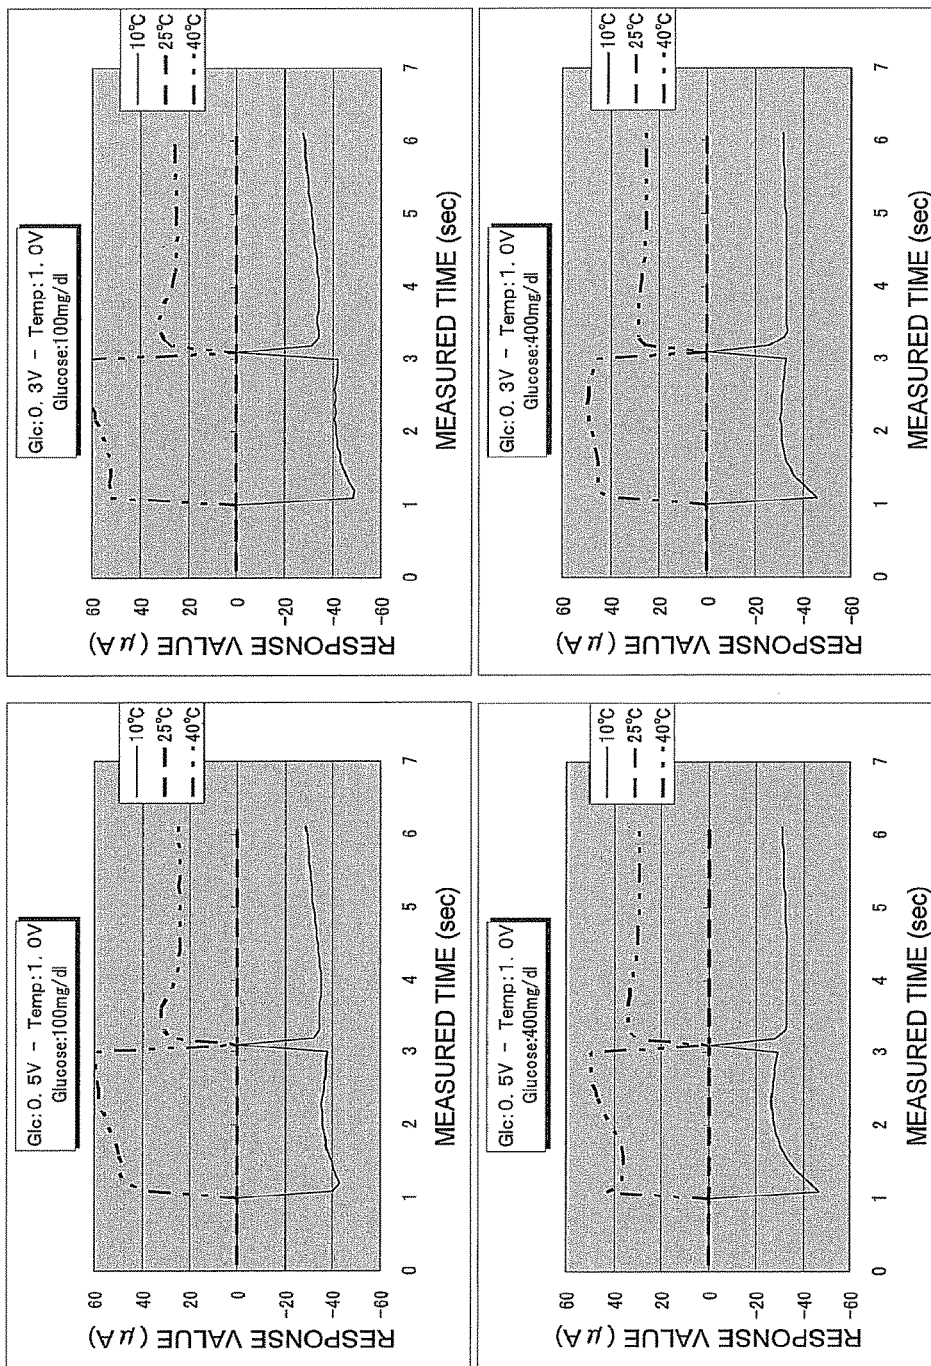 Glc:0. 5V – Temp:1. 0V
Glucose:100mg/dl
10℃
25℃
40℃
RESPONSE VALUE (μA)
60
40
20
0
-20
-40
-60
0 1 2 3 4 5 6 7
MEASURED TIME (sec)
Glc:0. 3V – Temp:1. 0V
Glucose:100mg/dl
10℃
25℃
40℃
RESPONSE VALUE (μA)
60
40
20
0
-20
-40
-60
0 1 2 3 4 5 6 7
MEASURED TIME (sec)
Glc:0. 5V – Temp:1. 0V
Glucose:400mg/dl
10℃
25℃
40℃
RESPONSE VALUE (μA)
60
40
20
0
-20
-40
-60
0 1 2 3 4 5 6 7
MEASURED TIME (sec)
Glc:0. 3V – Temp:1. 0V
Glucose:400mg/dl
10℃
25℃
40℃
RESPONSE VALUE (μA)
60
40
20
0
-20
-40
-60
0 1 2 3 4 5 6 7
MEASURED TIME (sec)